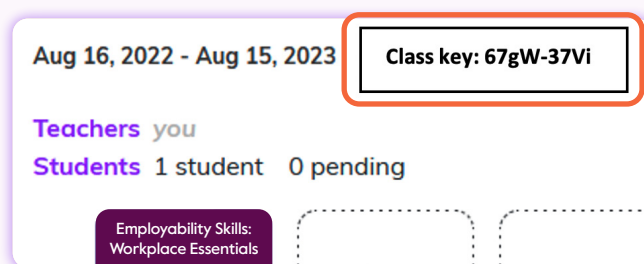 Aug 16, 2022 - Aug 15, 2023 Class key: 67gW-37Vi
Teachers you
Students 1 student 0 pending
Employability Skills:
Workplace Essentials